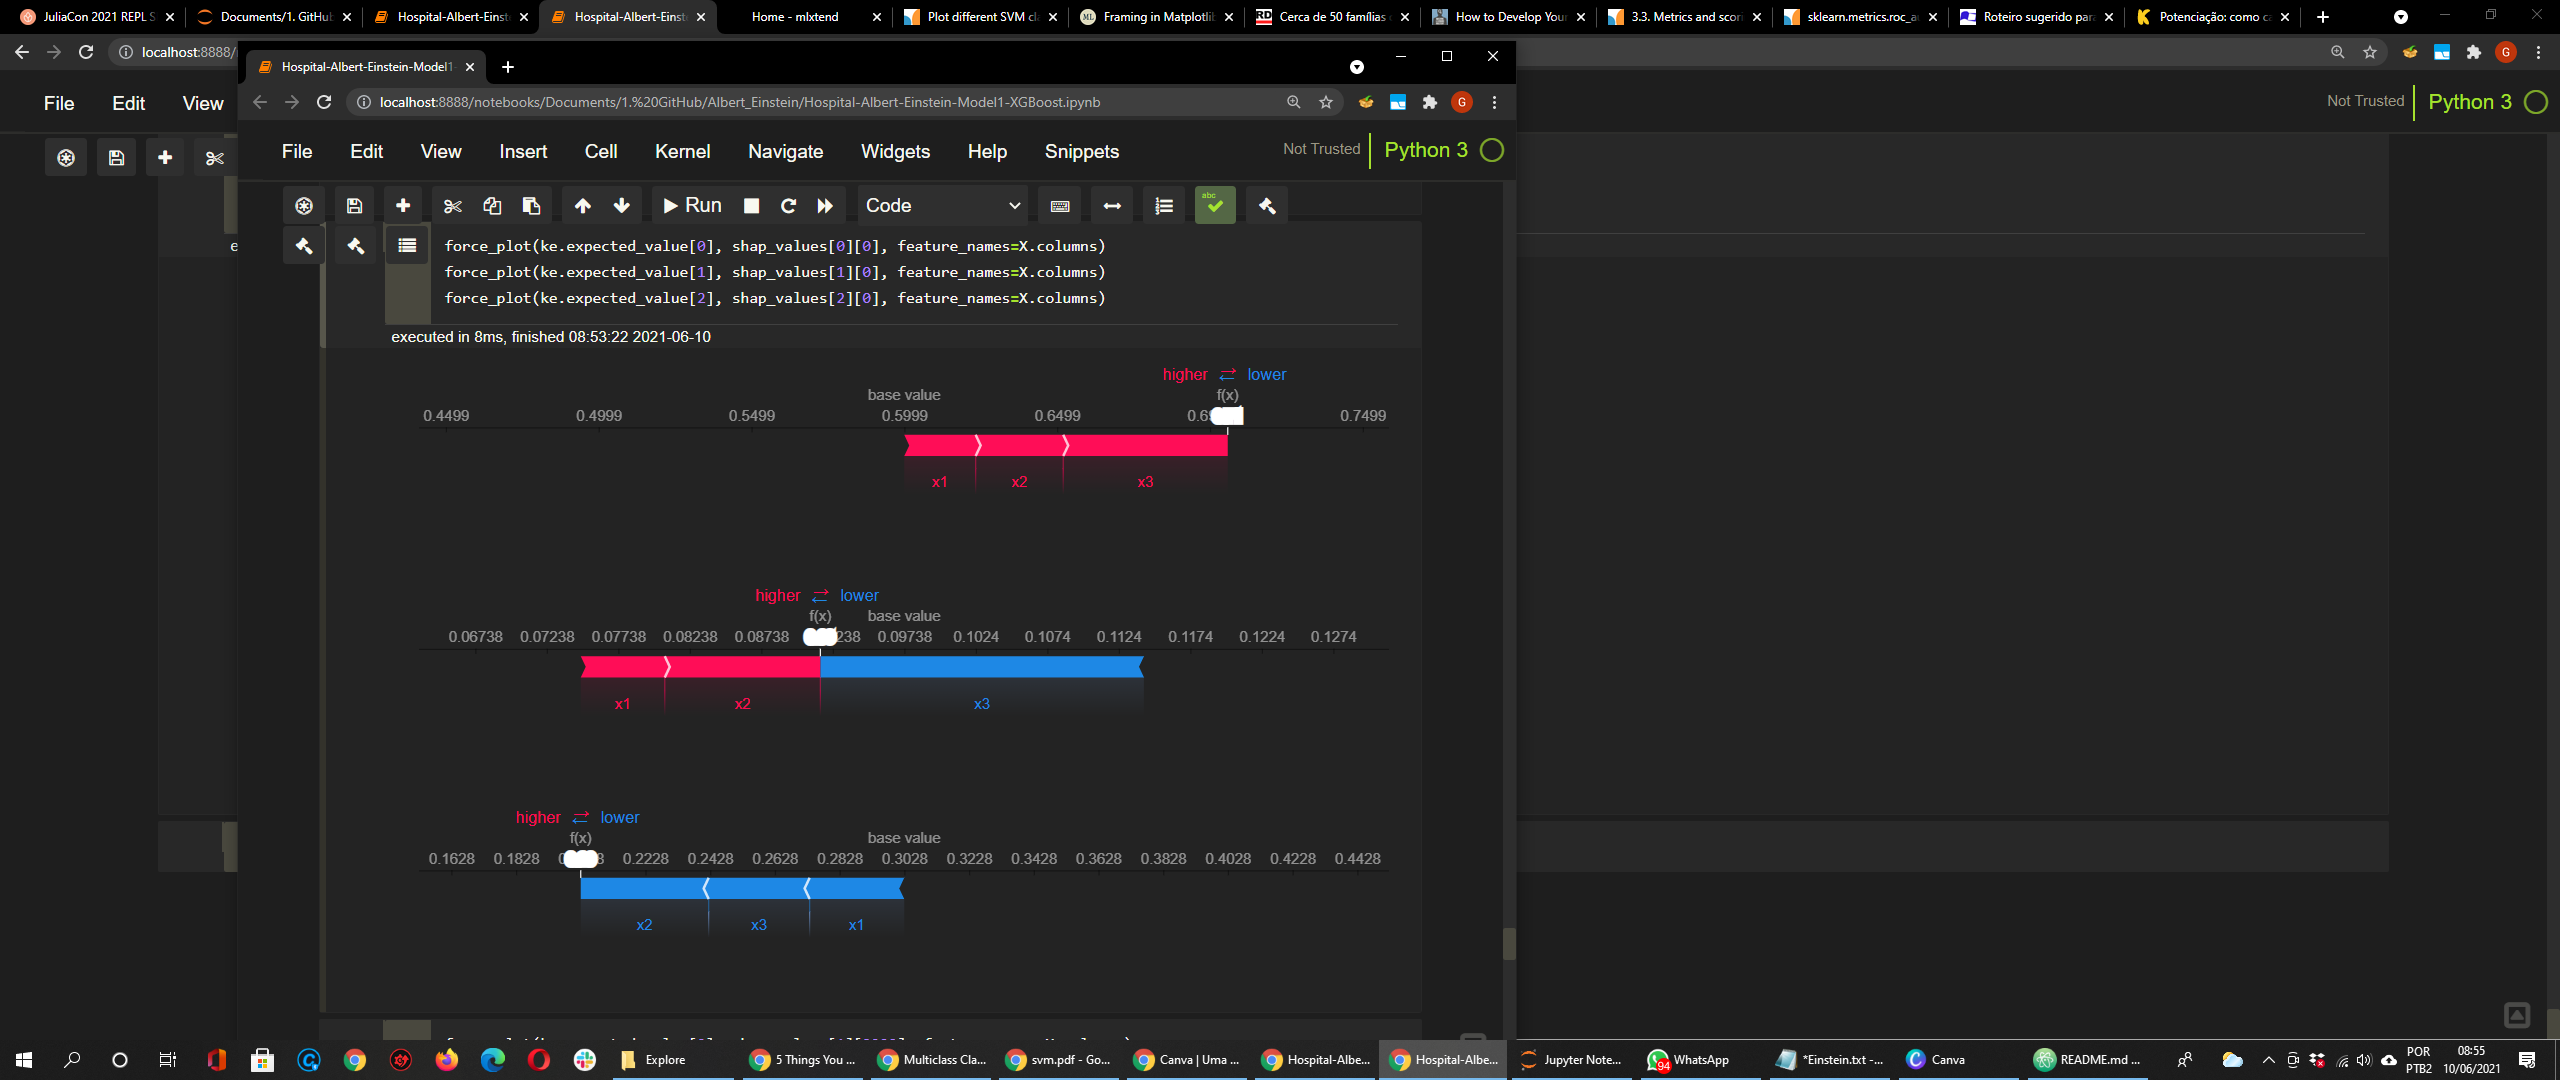 JuliaCon 2021 REPL S
Documents/1. GitHub
Hospital-Albert-Einst
Hospital-Albert-Einst
Home - mlxtend
Plot different SVM cl
Framing in Matplotli
Cerca de 50 famílias
How to Develop You
3.3. Metrics and scori
sklearn.metrics.roc_a
Roteiro sugerido par
Potenciação: como ca
localhost:8888/
Hospital-Albert-Einstein-Model1-
localhost:8888/notebooks/Documents/1.%20GitHub/Albert_Einstein/Hospital-Albert-Einstein-Model1-XGBoost.ipynb
G
G
File Edit View
Not Trusted Python 3
File Edit View Insert Cell Kernel Navigate Widgets Help Snippets
Not Trusted Python 3
Run Code abc
force_plot(ke.expected_value[0], shap_values[0][0], feature_names=X.columns)
force_plot(ke.expected_value[1], shap_values[1][0], feature_names=X.columns)
force_plot(ke.expected_value[2], shap_values[2][0], feature_names=X.columns)
executed in 8ms, finished 08:53:22 2021-06-10
higher lower
base value f(x)
0.4499 0.4999 0.5499 0.5999 0.6499 0.7499
x1 x2 x3
higher lower
f(x) base value
0.06738 0.07238 0.07738 0.08238 0.08738 0.09738 0.1024 0.1074 0.1124 0.1174 0.1224 0.1274
x1 x2 x3
higher lower
f(x) base value
0.1628 0.1828 0.2228 0.2428 0.2628 0.2828 0.3028 0.3228 0.3428 0.3628 0.3828 0.4028 0.4228 0.4428
x2 x3 x1
Explore
5 Things You ...
Multiclass Cla...
svm.pdf - Go...
Canva | Uma ...
Hospital-Albe...
Hospital-Albe...
Jupyter Note...
94 WhatsApp
*Einstein.txt -...
Canva
README.md ...
POR
PTB2
08:55
10/06/2021